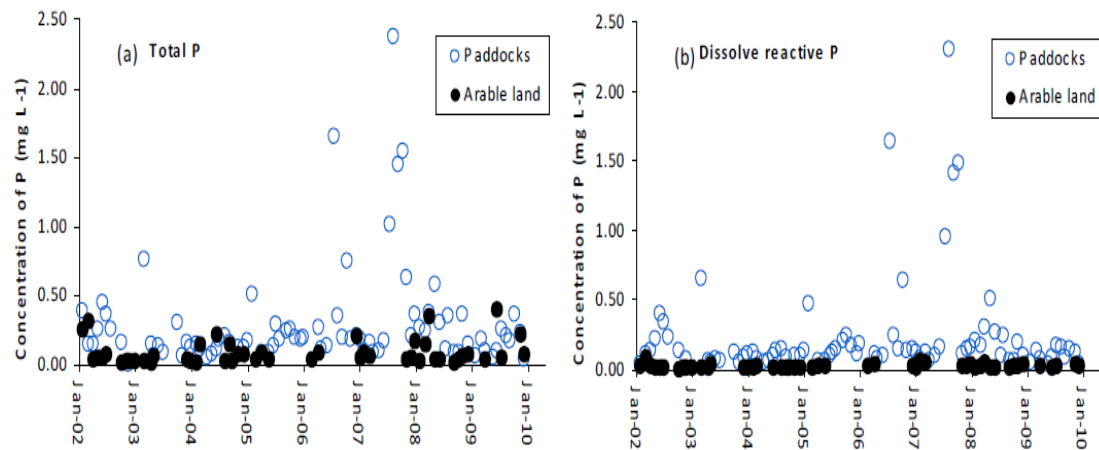 (a) Total P
Paddocks
Arable land
Concentration of P (mg L-1)
2.50
2.00
1.50
1.00
0.50
0.00
Jan-02
Jan-03
Jan-04
Jan-05
Jan-06
Jan-07
Jan-08
Jan-09
Jan-10
(b) Dissolve reactive P
Paddocks
Arable land
Concentration of P (mg L-1)
2.50
2.00
1.50
1.00
0.50
0.00
Jan-02
Jan-03
Jan-04
Jan-05
Jan-06
Jan-07
Jan-08
Jan-09
Jan-10